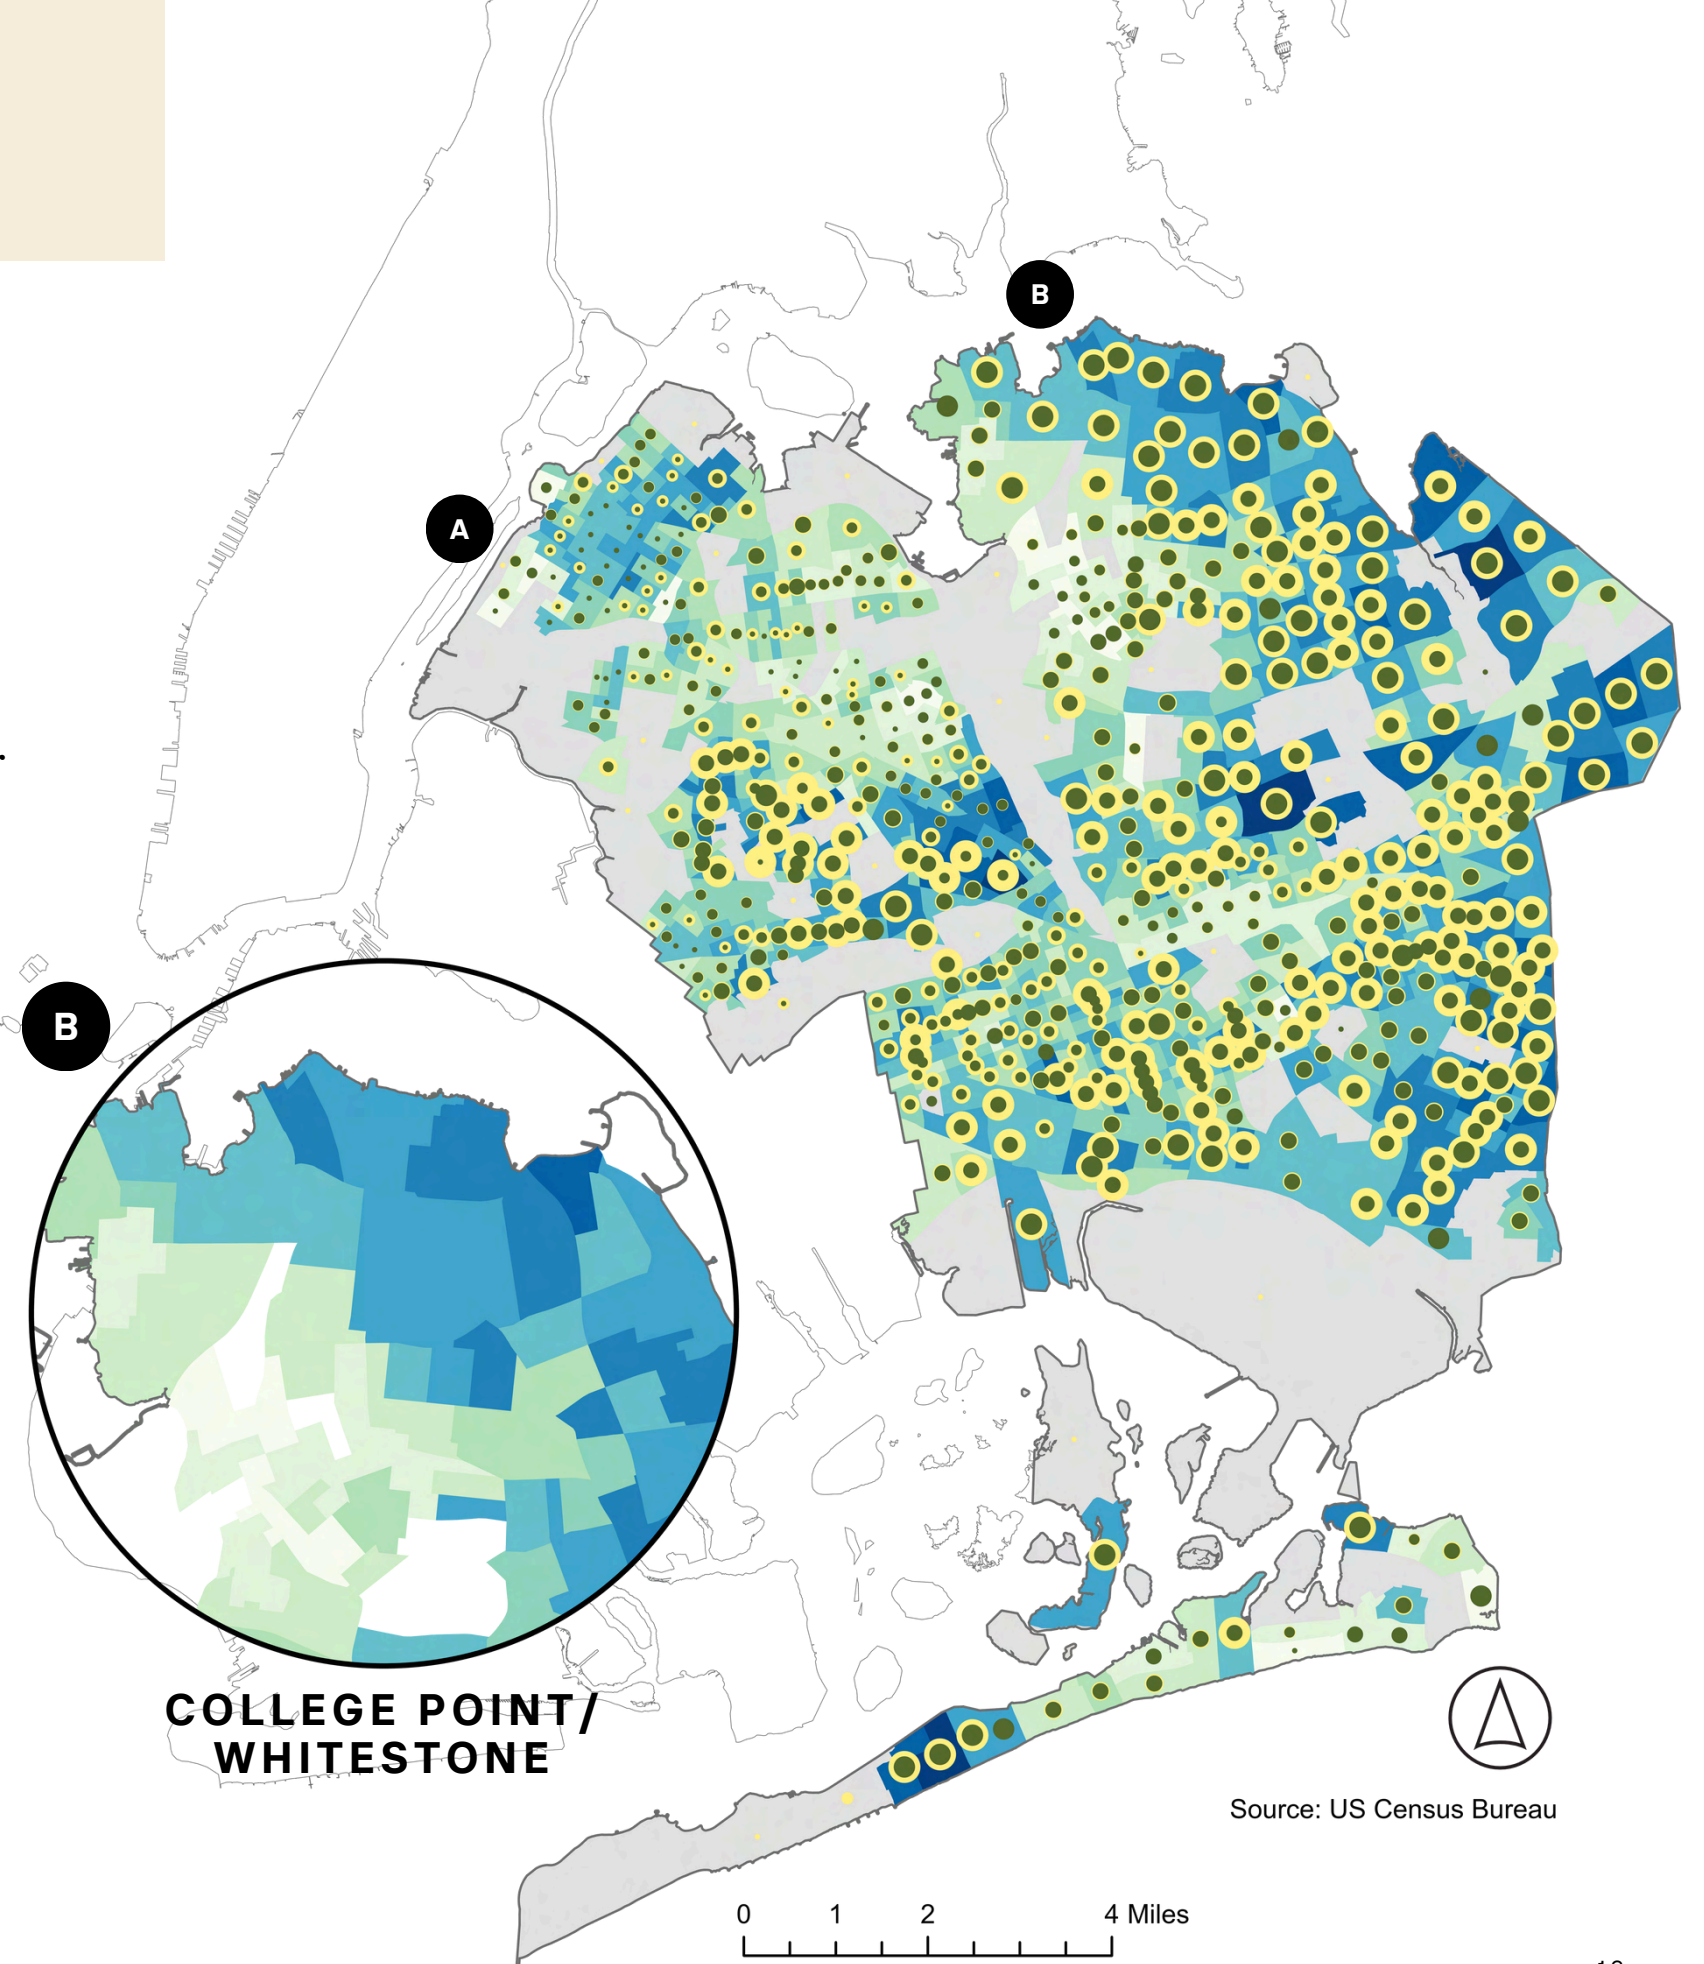 B
A
B
COLLEGE POINT/
WHITESTONE
Source: US Census Bureau
0 1 2 4 Miles